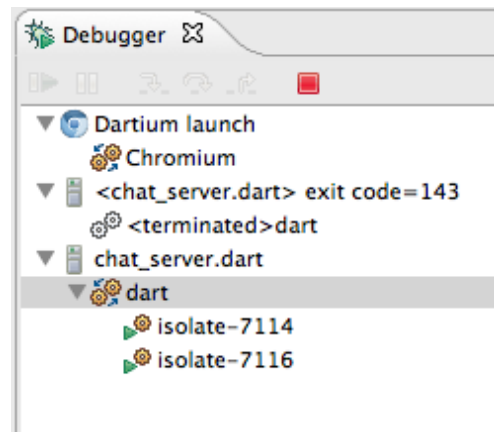 Debugger
Dartium launch
Chromium
<chat_server.dart> exit code=143
<terminated>dart
chat_server.dart
dart
isolate-7114
isolate-7116